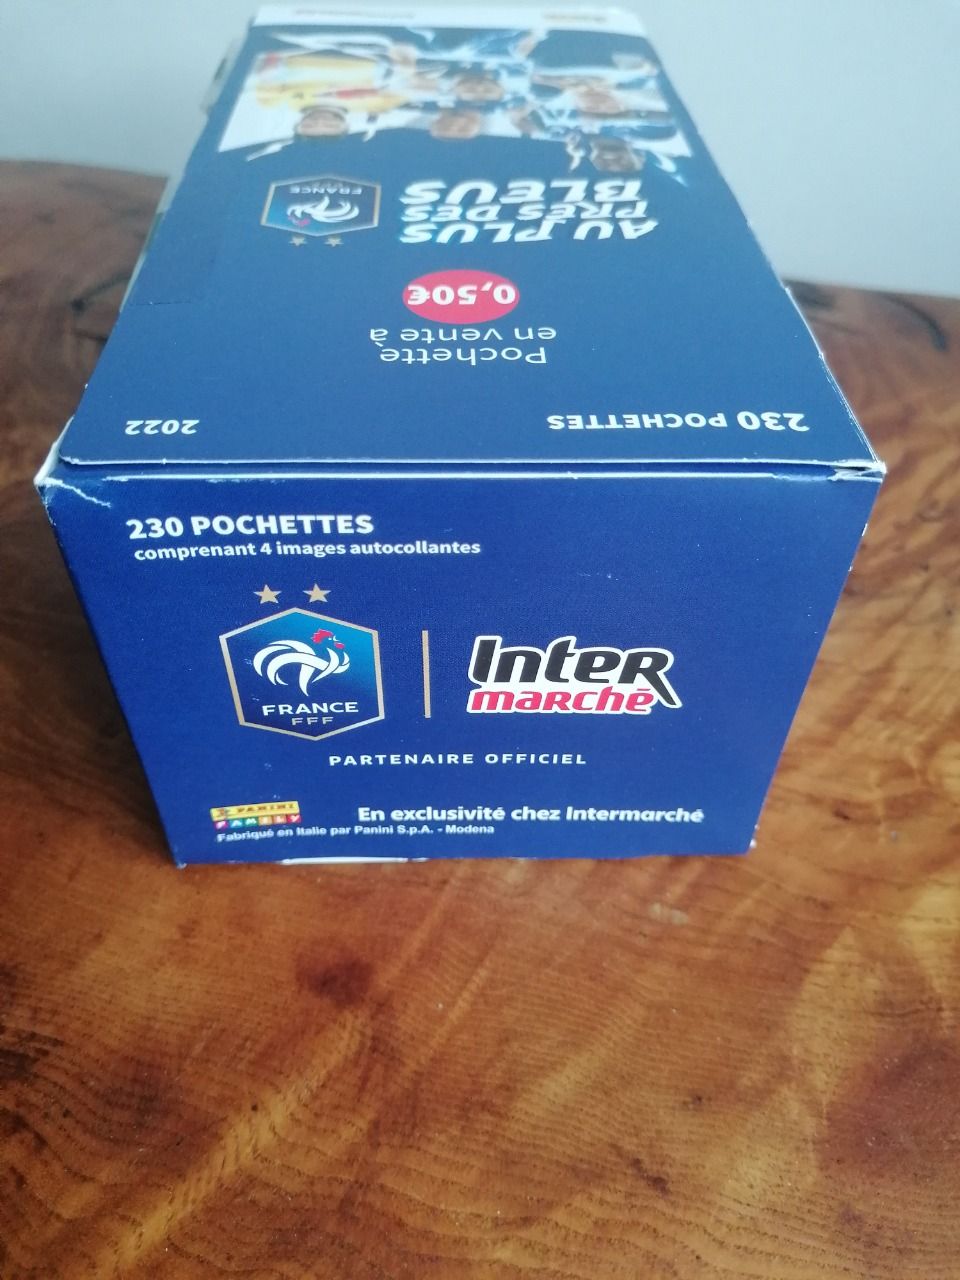 AU PLUS
PRÈS DES
BLEUS
FRANCE
Pochette
en vente à
0,50€
230 POCHETTES
2022
230 POCHETTES
comprenant 4 images autocollantes
FRANCE
FFF
Inter
marché
PARTENAIRE OFFICIEL
PANINI
FAMILY
En exclusivité chez Intermarché
Fabriqué en Italie par Panini S.p.A. - Modena